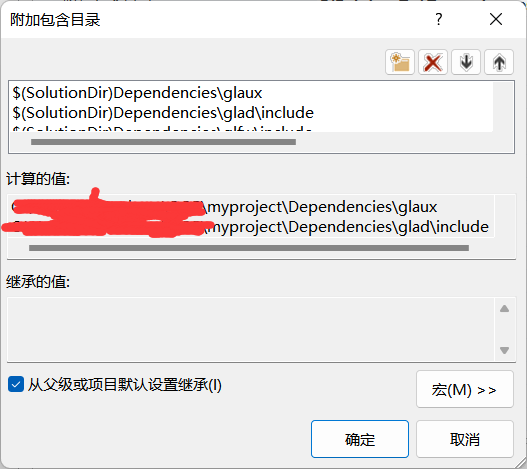 附加包含目录
$(SolutionDir)Dependencies\glaux
$(SolutionDir)Dependencies\glad\include
$(SolutionDir)Dependencies\glfw\include
计算的值:
\myproject\Dependencies\glaux
\myproject\Dependencies\glad\include
继承的值:
从父级或项目默认设置继承(I)
宏(M) >>
确定
取消